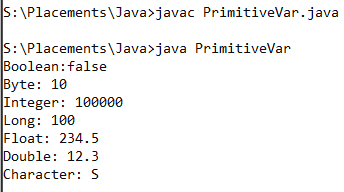 S:\Placements\Java>javac PrimitiveVar.java
S:\Placements\Java>java PrimitiveVar
Boolean:false
Byte: 10
Integer: 100000
Long: 100
Float: 234.5
Double: 12.3
Character: S